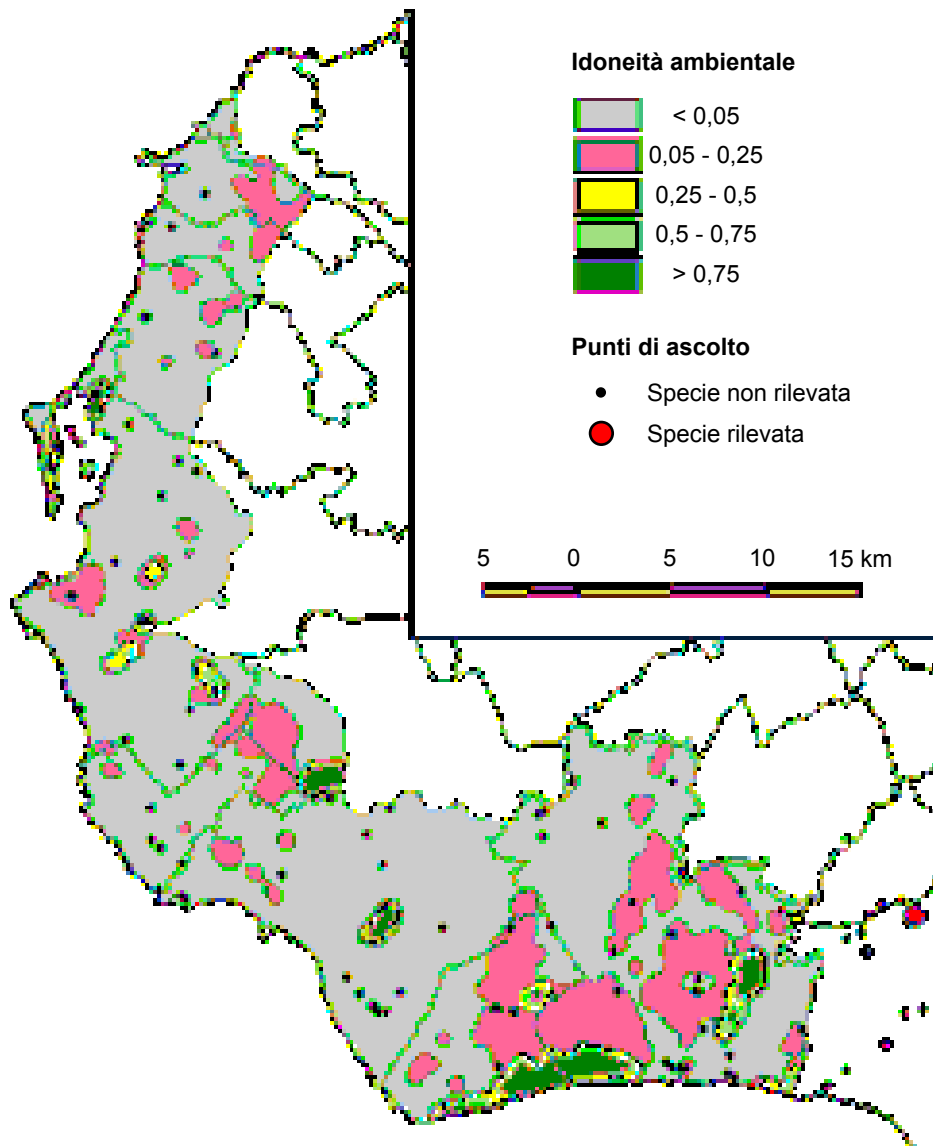 Idoneità ambientale
< 0,05
0,05 - 0,25
0,25 - 0,5
0,5 - 0,75
> 0,75
Punti di ascolto
Specie non rilevata
Specie rilevata
5 0 5 10 15 km